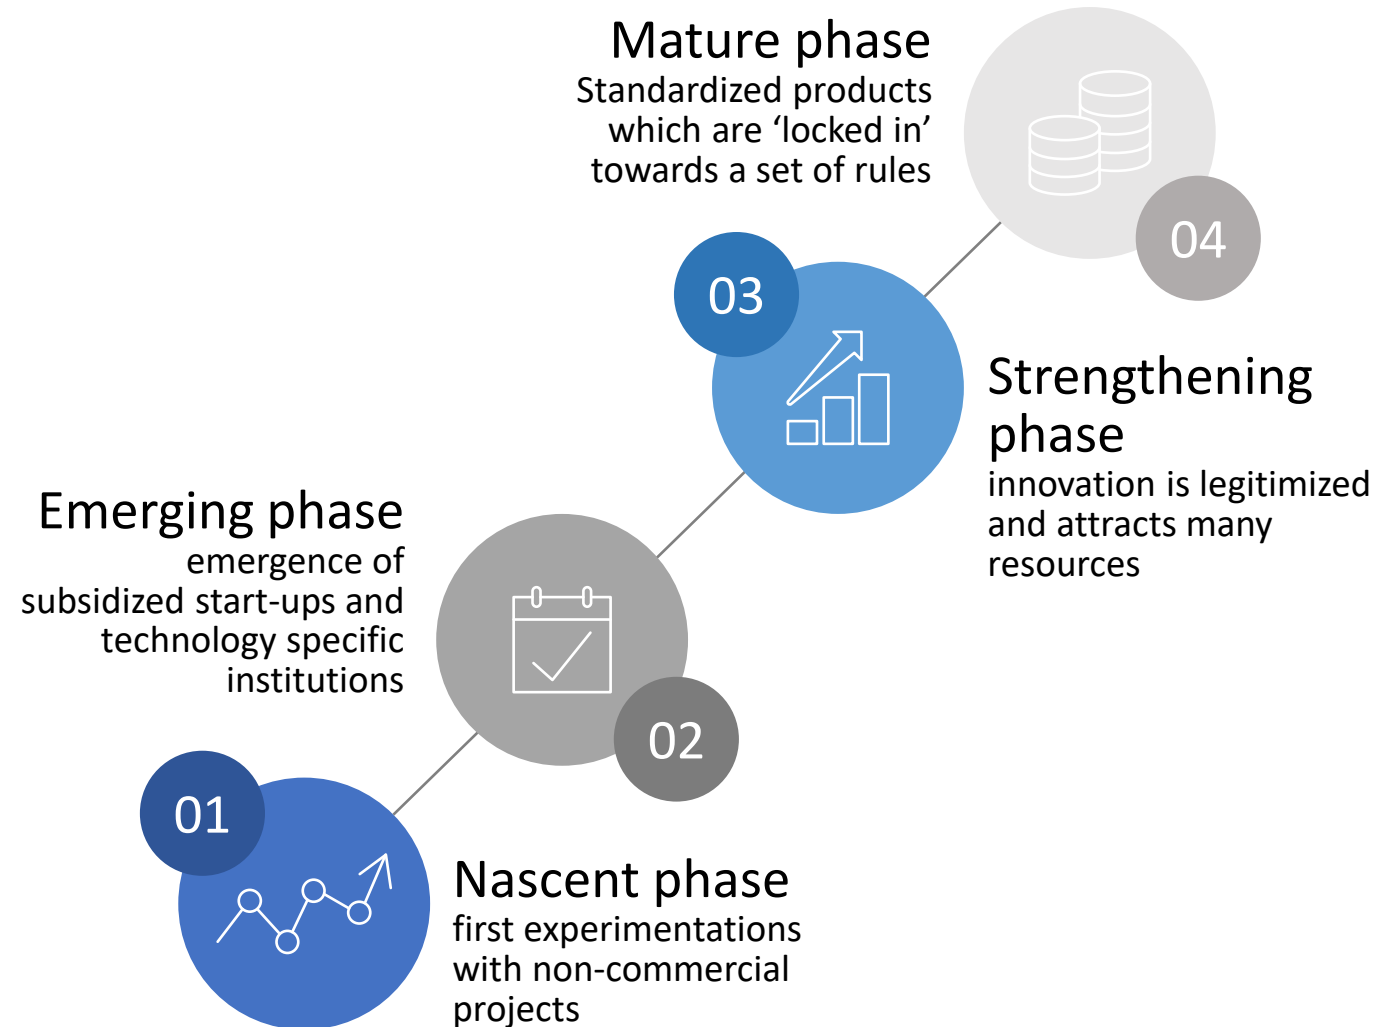 Mature phase
Standardized products
which are ‘locked in’
towards a set of rules
04
03
Strengthening
phase
innovation is legitimized
and attracts many
resources
Emerging phase
emergence of
subsidized start-ups and
technology specific
institutions
02
01
Nascent phase
first experimentations
with non-commercial
projects